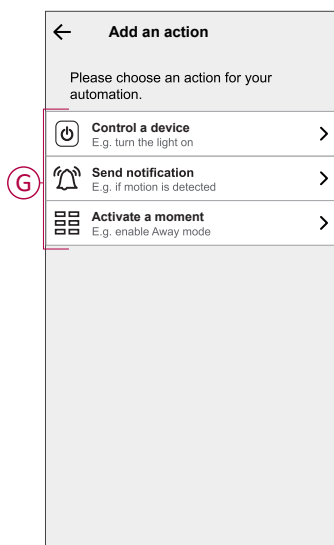 Add an action
Please choose an action for your
automation.
Control a device
E.g. turn the light on
G
Send notification
E.g. if motion is detected
Activate a moment
E.g. enable Away mode